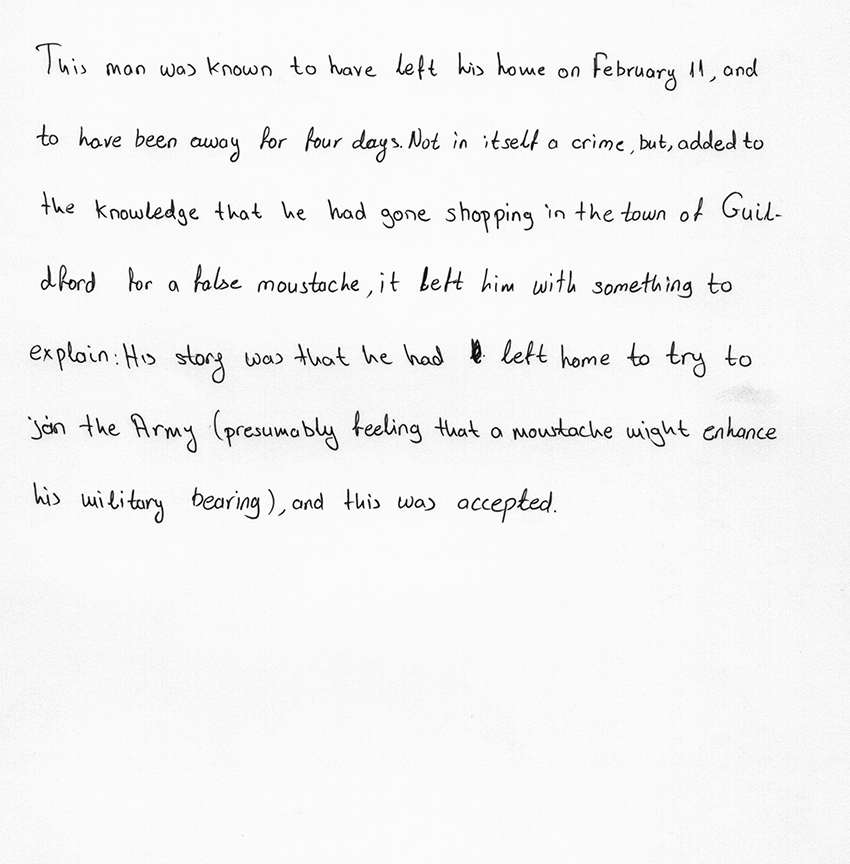 This man was known to have left his home on February 11, and
to have been away for four days. Not in itself a crime, but, added to
the knowledge that he had gone shopping in the town of Guil-
dford for a false moustache, it left him with something to
explain: His story was that he had left home to try to
join the Army (presumably feeling that a moustache might enhance
his military bearing), and this was accepted.